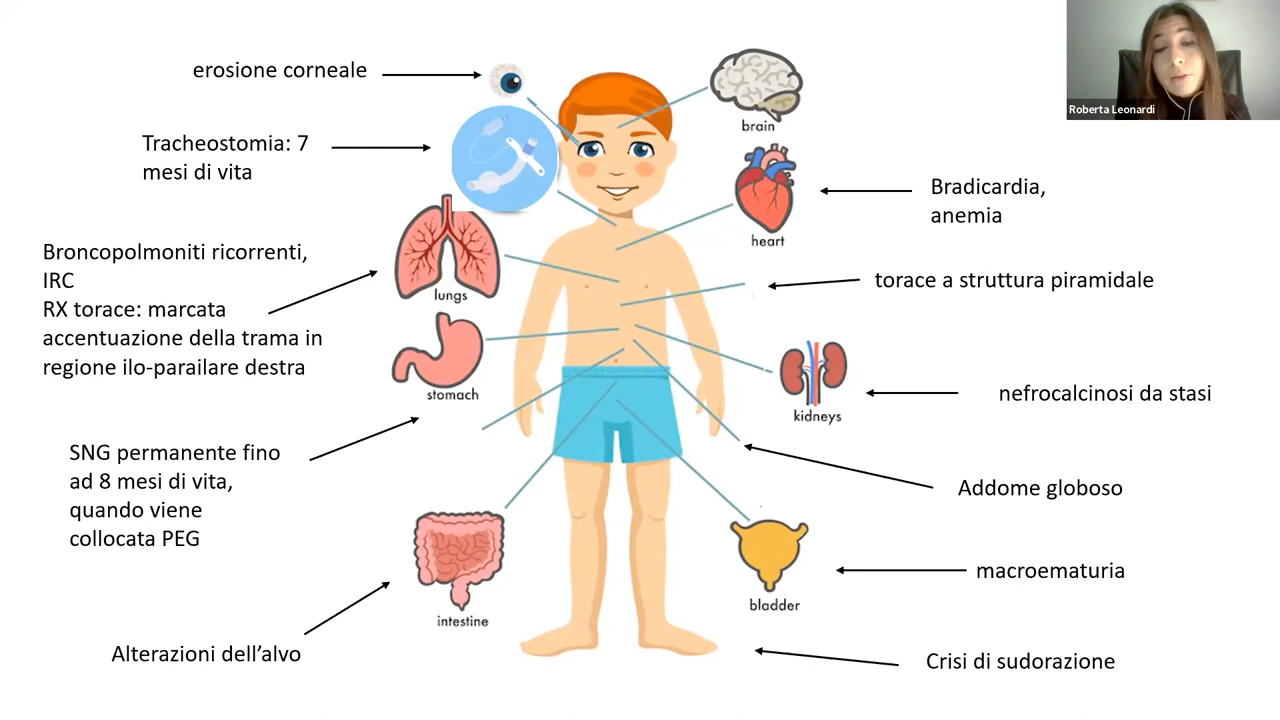 erosione corneale
Tracheostomia: 7
mesi di vita
Broncopolmoniti ricorrenti,
IRC
RX torace: marcata
accentuazione della trama in
regione ilo-parailare destra
SNG permanente fino
ad 8 mesi di vita,
quando viene
collocata PEG
Alterazioni dell’alvo
lungs
stomach
intestine
brain
heart
kidneys
bladder
Roberta Leonardi
Bradicardia,
anemia
torace a struttura piramidale
nefrocalcinosi da stasi
Addome globoso
macroematuria
Crisi di sudorazione